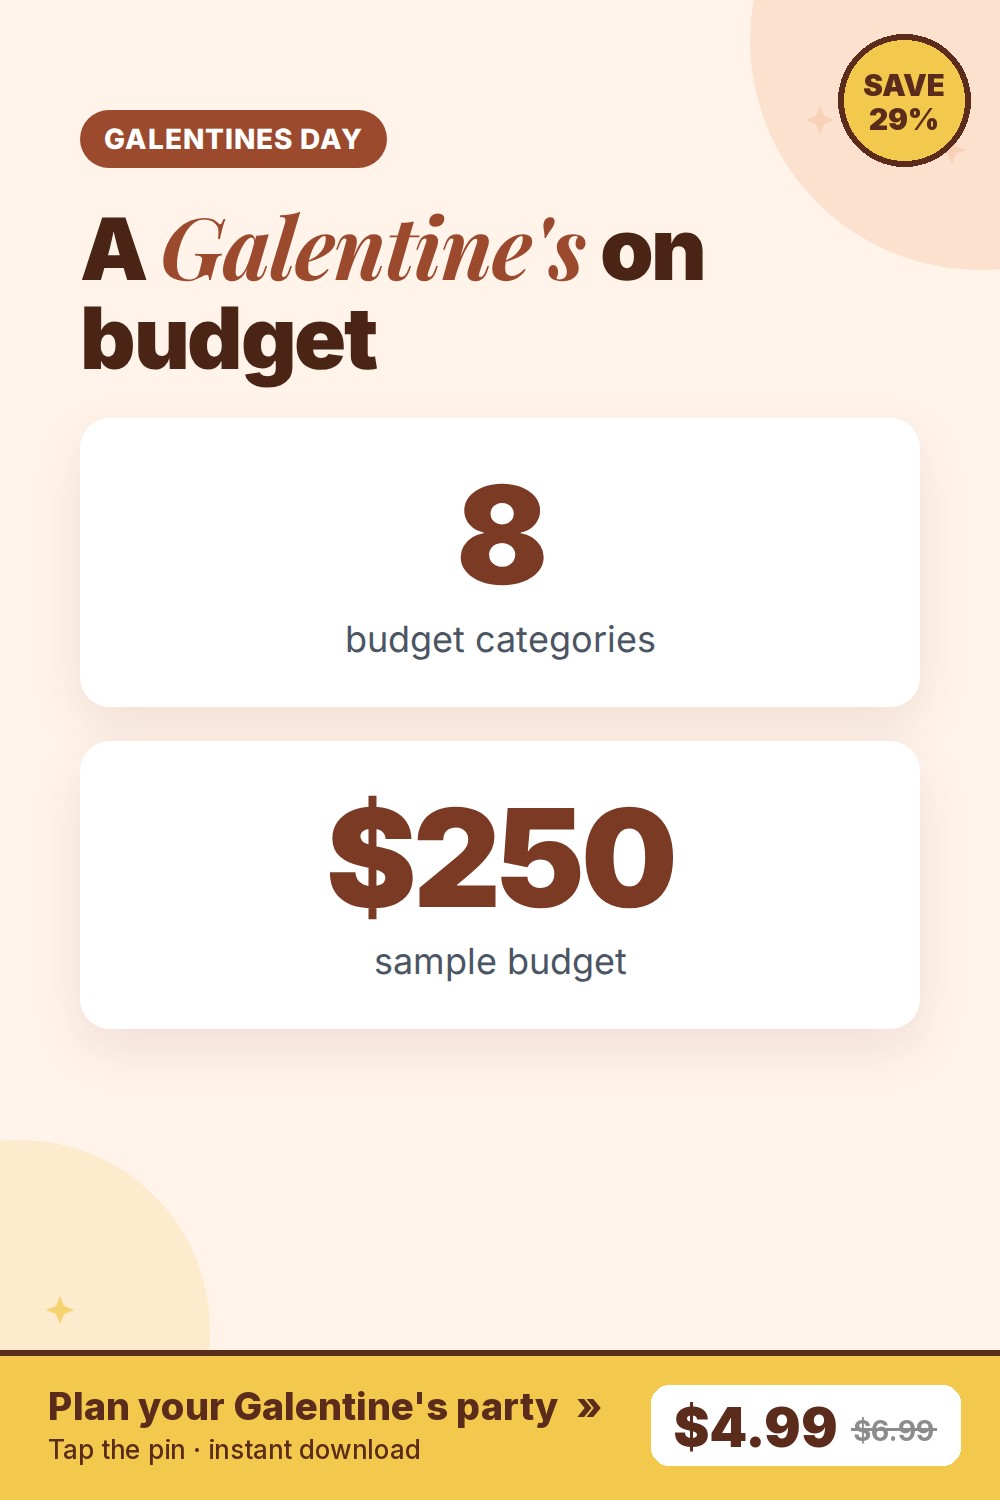 SAVE
29%
GALENTINES DAY
A Galentine's on
budget
8
budget categories
$250
sample budget
Plan your Galentine's party »
Tap the pin · instant download
$4.99 $6.99